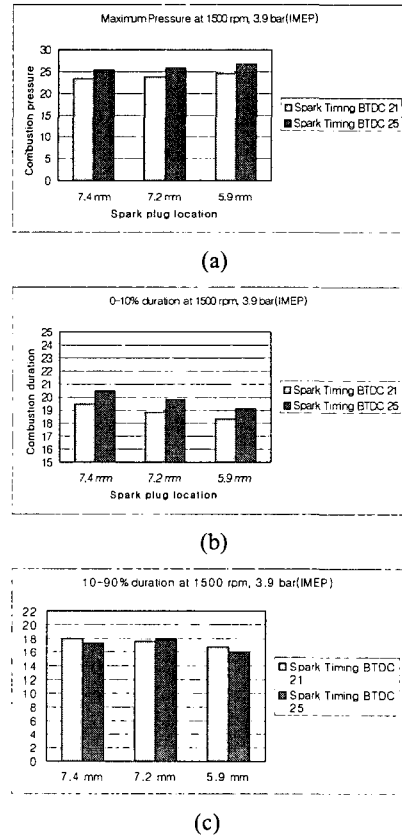 Maximum Pressure at 1500 rpm, 3.9 bar(IMEP)
Combustion pressure
30
25
20
15
10
5
0
7.4 mm 7.2 mm 5.9 mm
Spark plug location
Spark Timing BTDC 21
Spark Timing BTDC 25
(a)
0-10% duration at 1500 rpm, 3.9 bar(IMEP)
Combustion duration
25
24
23
22
21
20
19
18
17
16
15
7.4 mm 7.2 mm 5.9 mm
Spark plug location
Spark Timing BTDC 21
Spark Timing BTDC 25
(b)
10-90% duration at 1500 rpm, 3.9 bar(IMEP)
22
20
18
16
14
12
10
8
6
4
2
0
7.4 mm 7.2 mm 5.9 mm
Spark Timing BTDC
21
Spark Timing BTDC
25
(c)